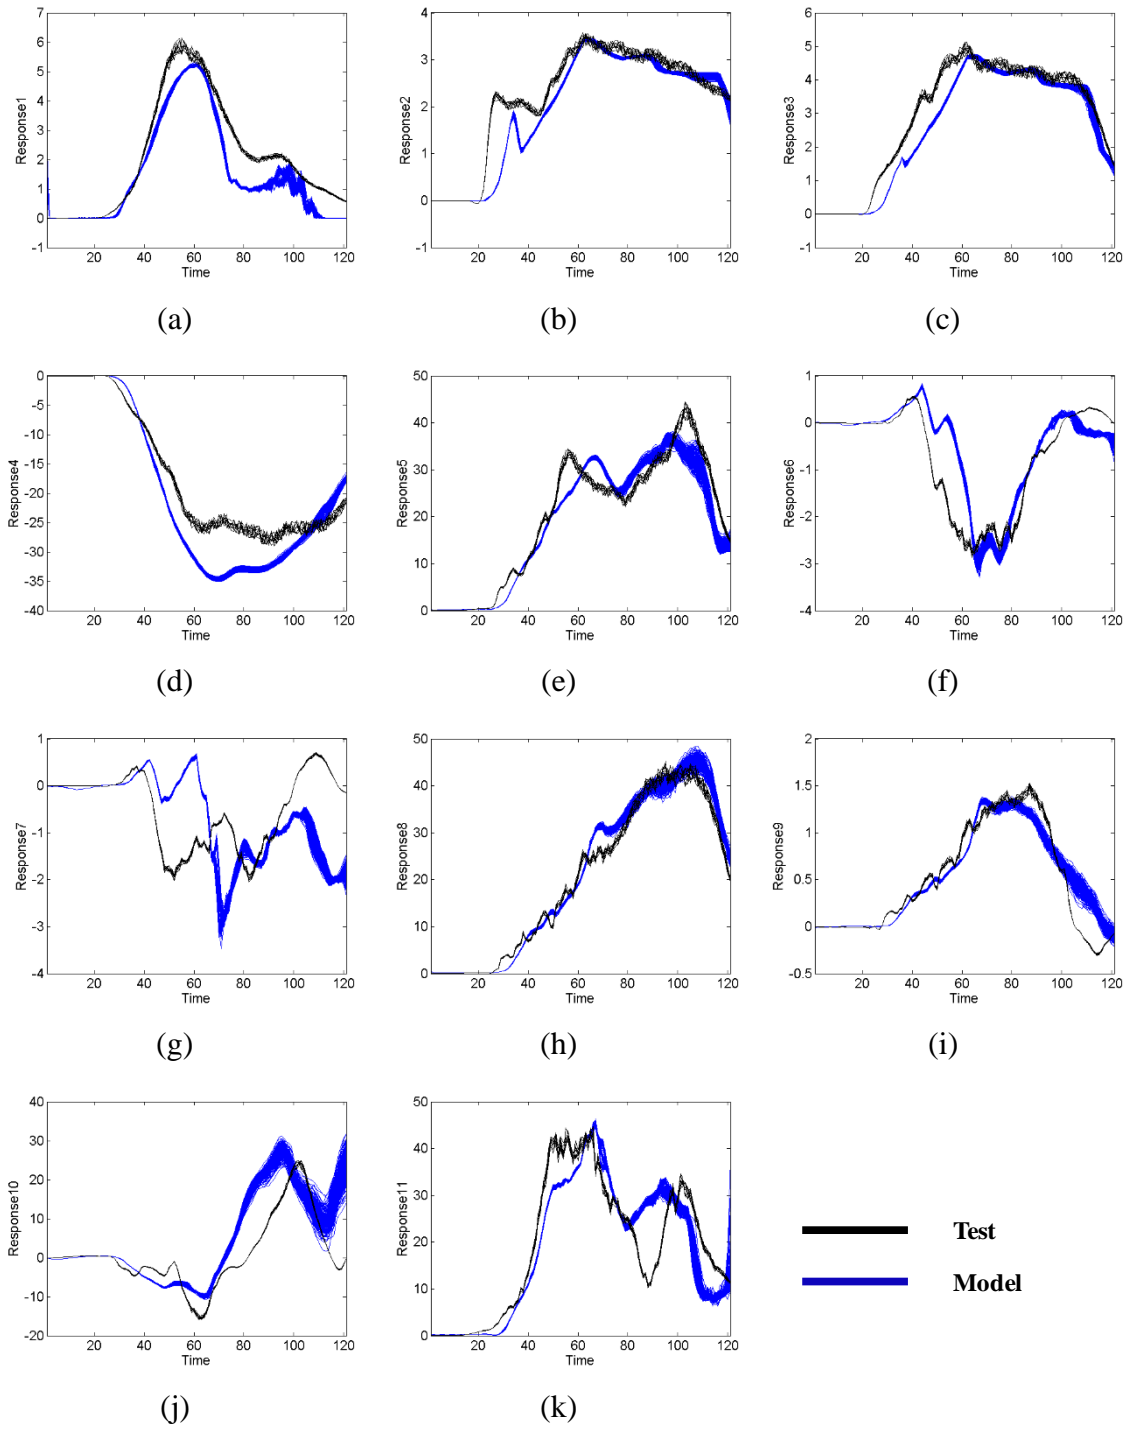 Response1
7
6
5
4
3
2
1
0
-1
20 40 60 80 100 120
Time
(a)
Response2
4
3
2
1
0
-1
20 40 60 80 100 120
Time
(b)
Response3
6
5
4
3
2
1
0
-1
20 40 60 80 100 120
Time
(c)
Response4
0
-5
-10
-15
-20
-25
-30
-35
-40
20 40 60 80 100 120
Time
(d)
Response5
50
40
30
20
10
0
20 40 60 80 100 120
Time
(e)
Response6
1
0
-1
-2
-3
-4
20 40 60 80 100 120
Time
(f)
Response7
1
0
-1
-2
-3
-4
20 40 60 80 100 120
Time
(g)
Response8
50
40
30
20
10
0
20 40 60 80 100 120
Time
(h)
Response9
2
1.5
1
0.5
0
-0.5
20 40 60 80 100 120
Time
(i)
Response10
40
30
20
10
0
-10
-20
20 40 60 80 100 120
Time
(j)
Response11
50
40
30
20
10
0
20 40 60 80 100 120
Time
(k)
Test
Model